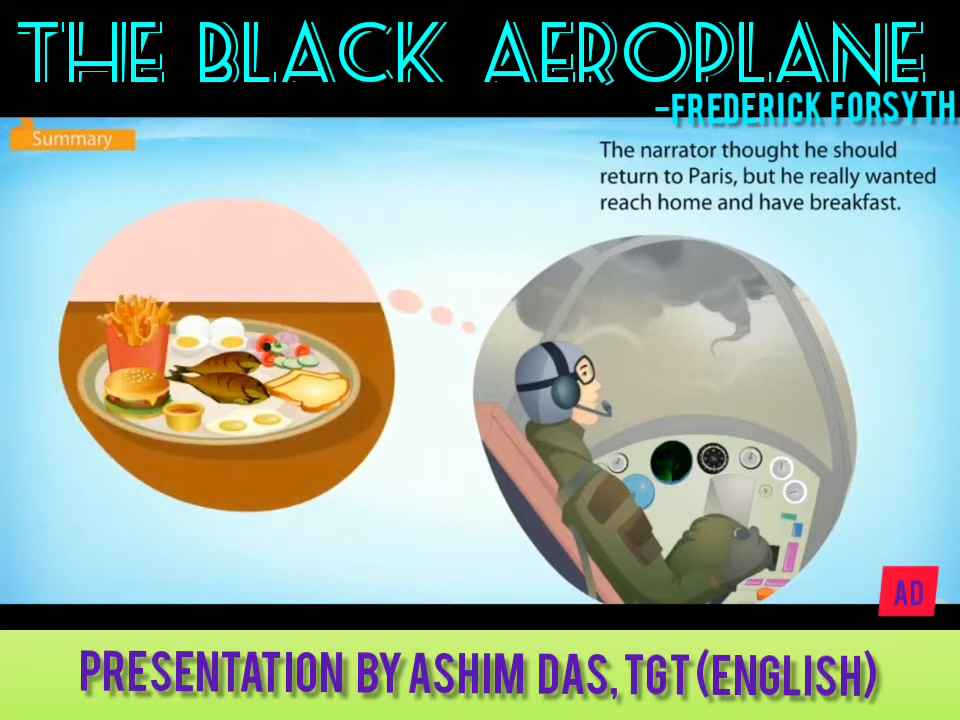 THE BLACK AEROPLANE
-FREDERICK FORSYTH
Summary
The narrator thought he should
return to Paris, but he really wanted
reach home and have breakfast.
AD
PRESENTATION BY ASHIM DAS, TGT (ENGLISH)